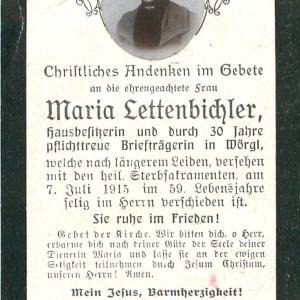 Christliches Andenken im Gebete
an die ehrengeachtete Frau
Maria Lettenbichler,
Hausbesitzerin und durch 30 Jahre
pflichttreue Briefträgerin in Wörgl,
welche nach längerem Leiden, versehen
mit den heil. Sterbsakramenten, am
7. Juli 1915 im 59. Lebensjahre
selig im Herrn verschieden ist.
Sie ruhe im Frieden!
Gebet der Kirche. Wir bitten dich, o Herr,
erbarme dich nach deiner Güte der Seele deiner
Dienerin Maria und lasse sie an der ewigen
Seligkeit teilnehmen durch Jesum Christum,
unseren Herrn! Amen.
Mein Jesus, Barmherzigkeit!